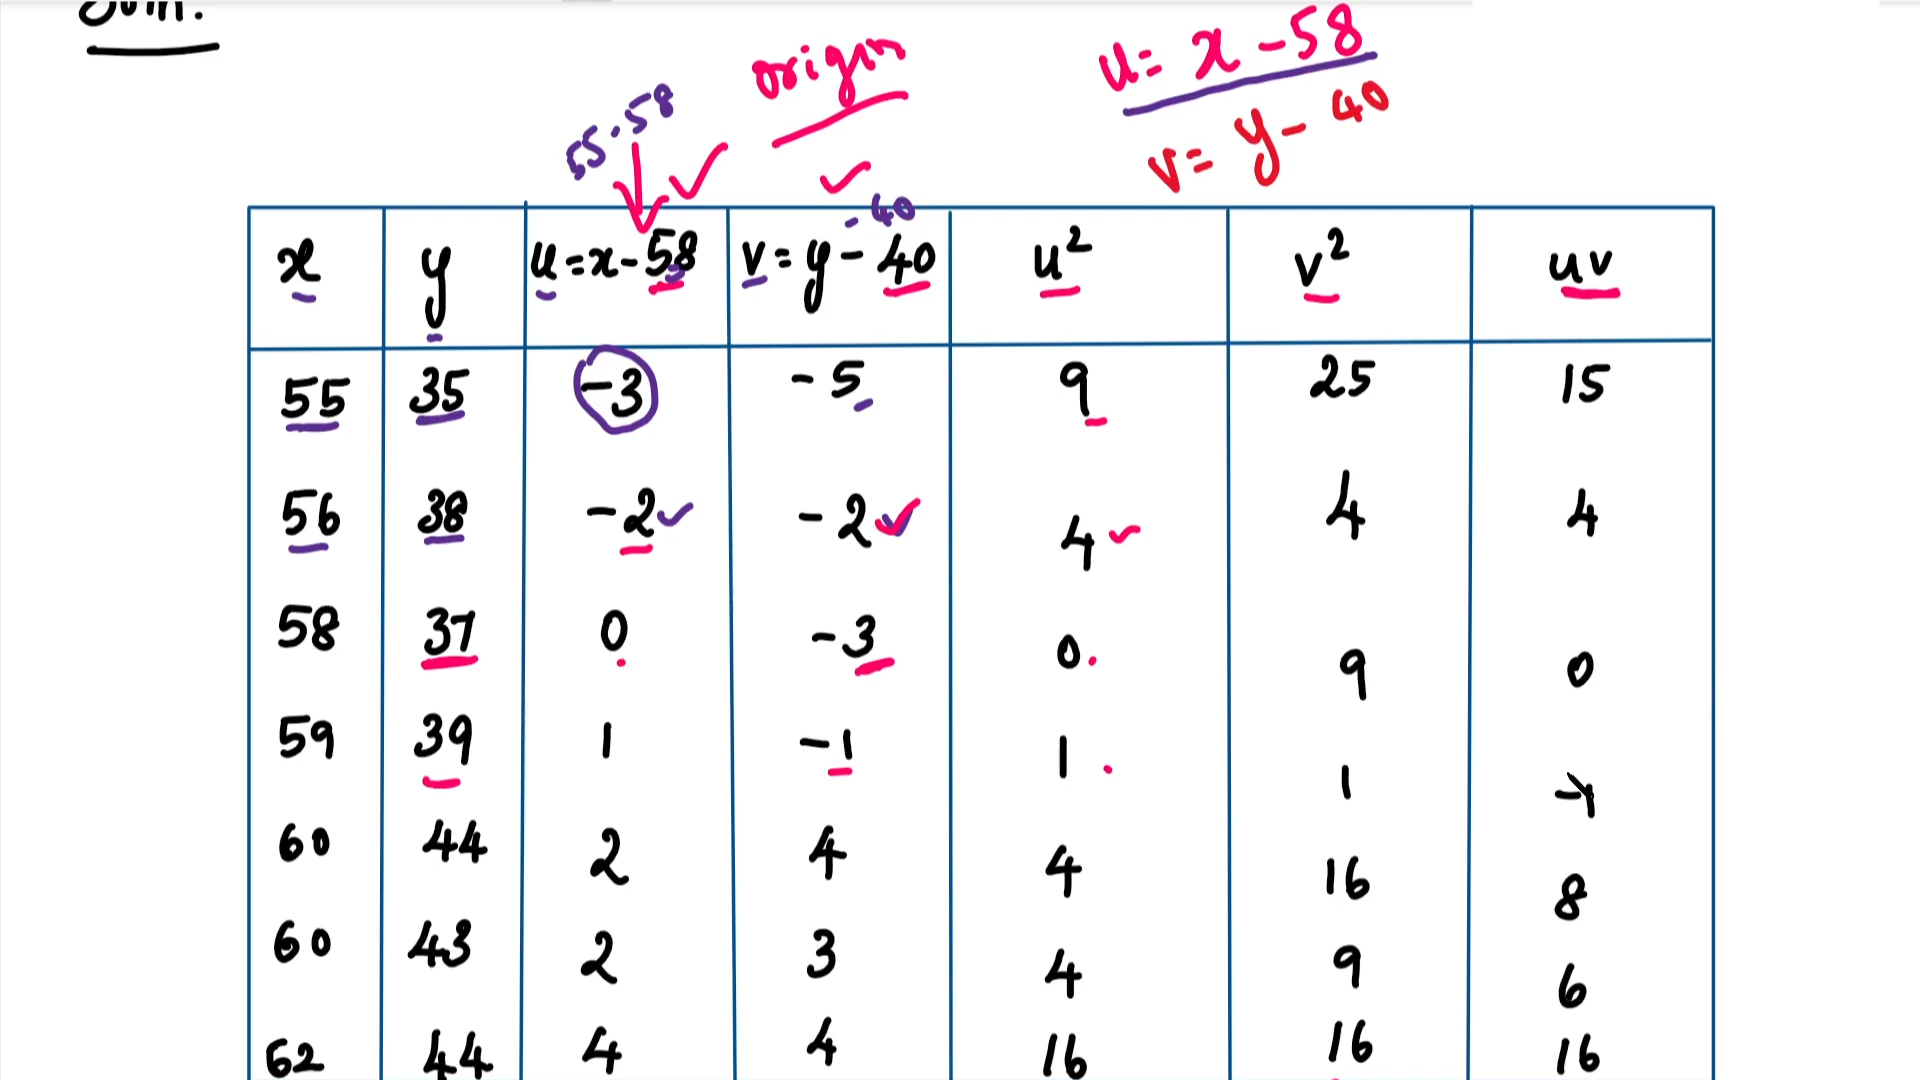 Soln.
origin
u = x - 58
55 - 58
v = y - 40
- 40
x y u = x - 58 v = y - 40 u² v² uv
55 35 -3 -5 9 25 15
56 38 -2 -2 4 4 4
58 37 0 -3 0 9 0
59 39 1 -1 1 1 -1
60 44 2 4 4 16 8
60 43 2 3 4 9 6
62 44 4 4 16 16 16